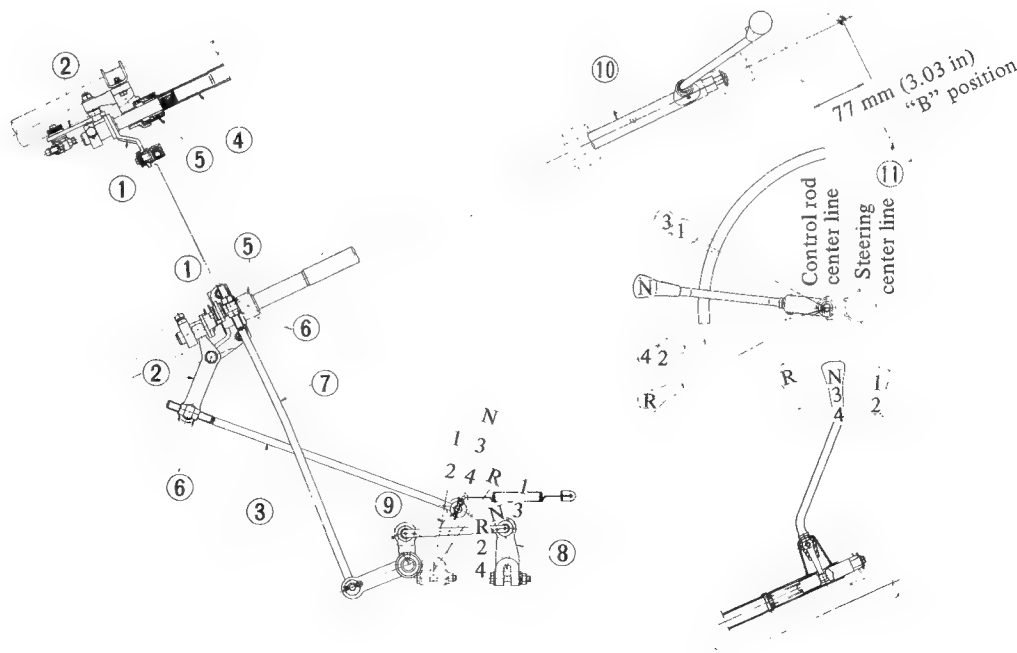 ②
⑩
77 mm (3.03 in)
“B” position
④
⑤
①
⑪
Control rod
center line
Steering
center line
3 1
⑤
①
N
⑥
4 2
R
R
N
3
4
1
2
②
⑦
N
1 3
2 4 R
1
⑥
③
⑨
N 3
R
2
4
⑧